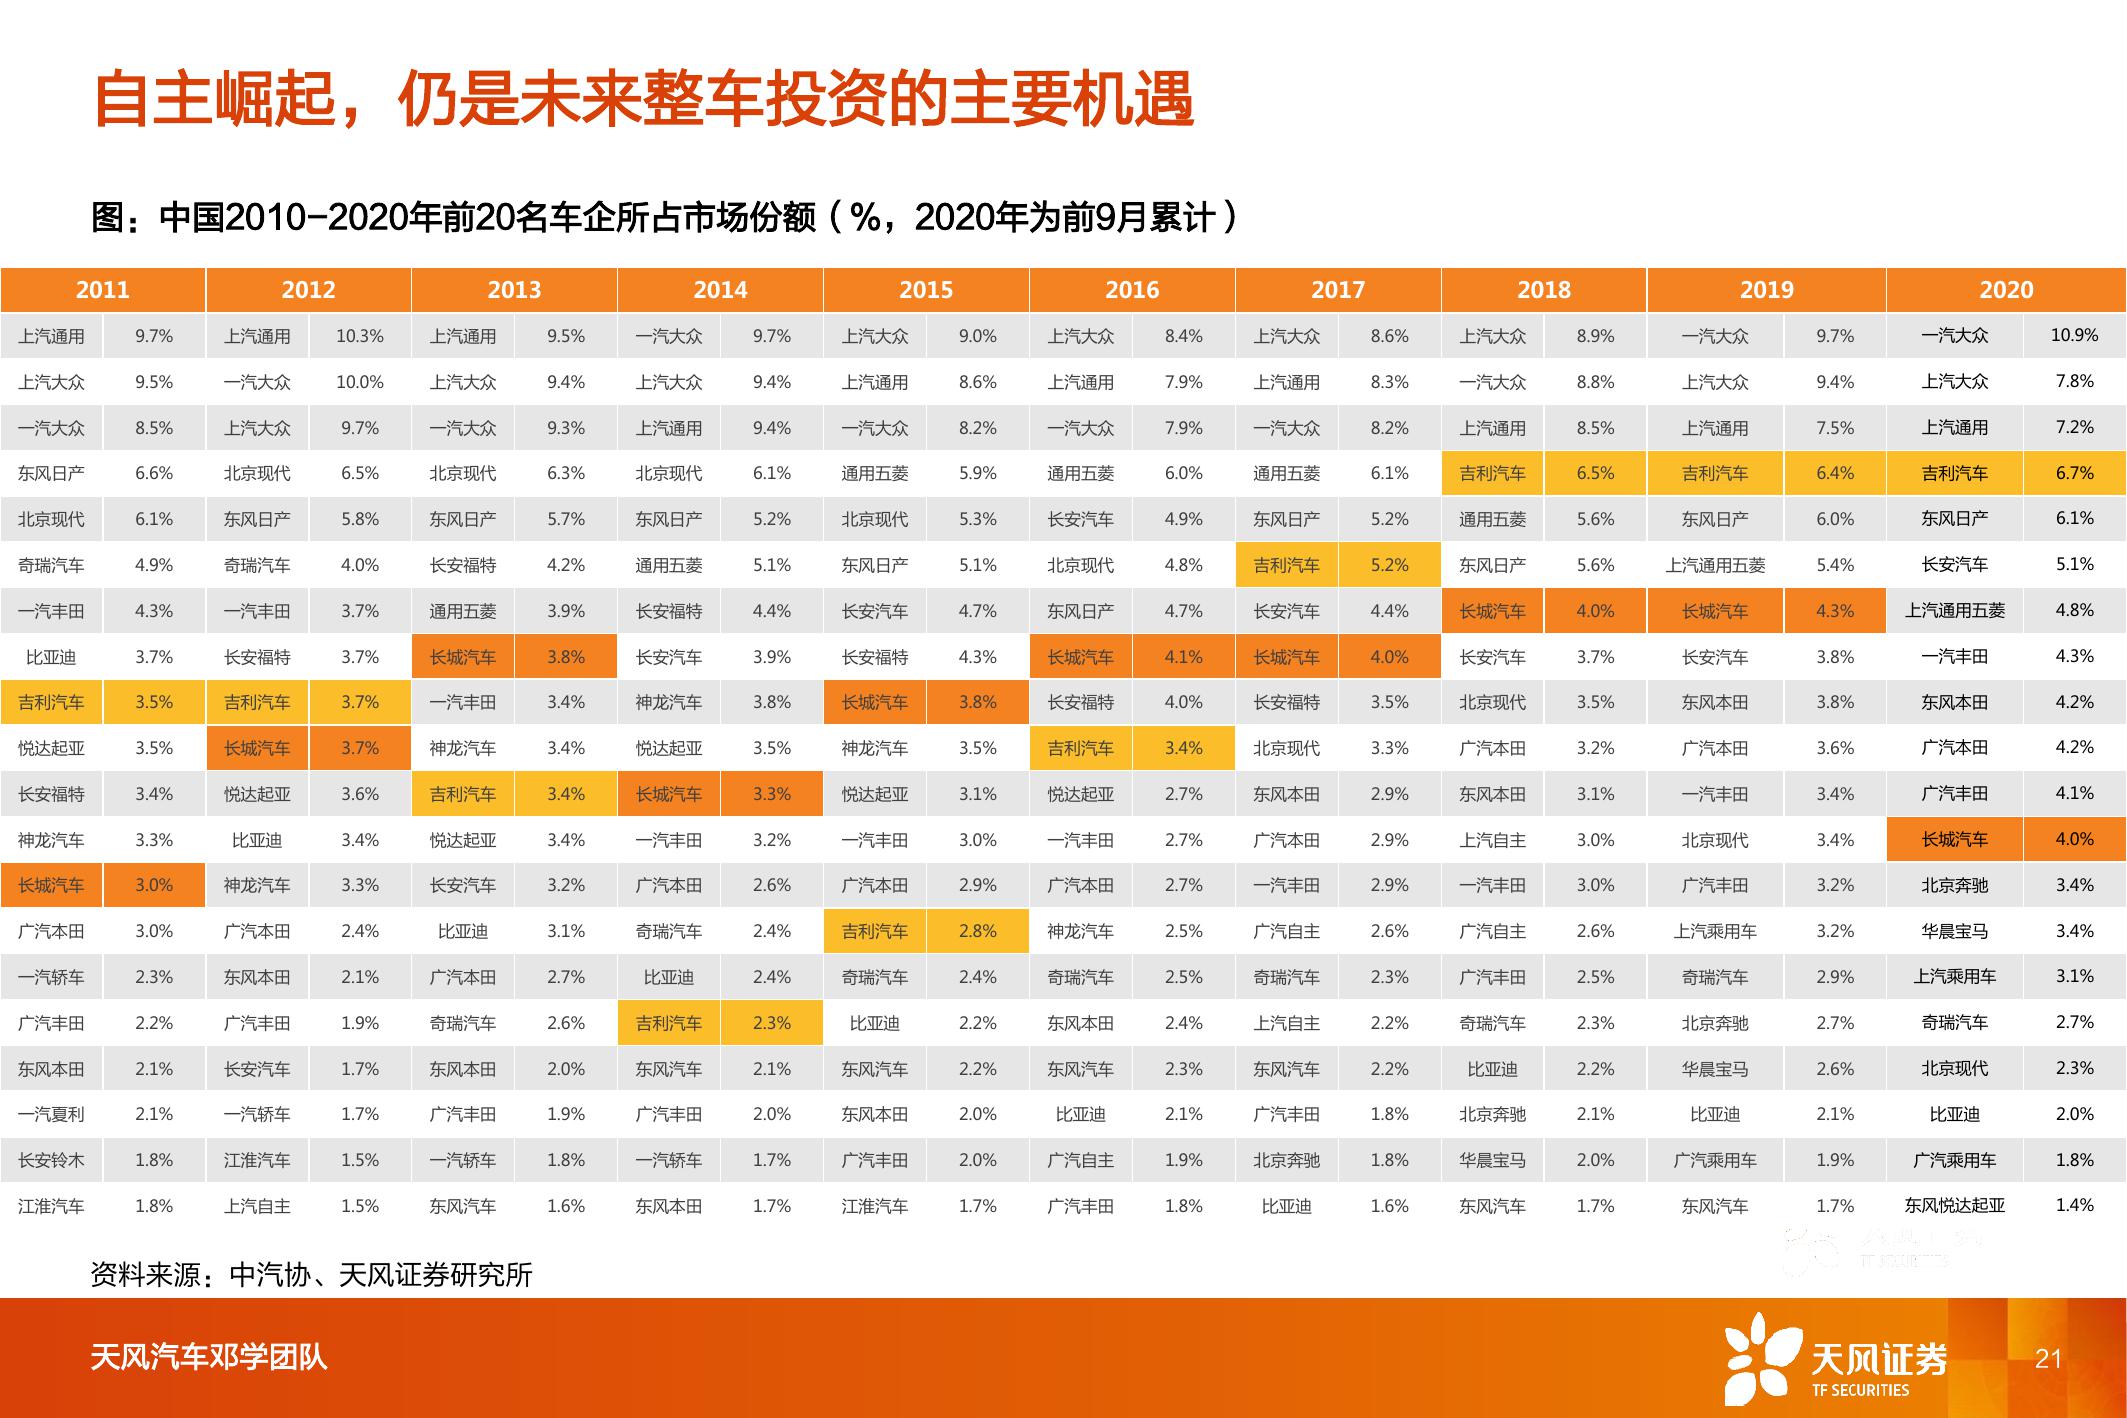 自主崛起，仍是未来整车投资的主要机遇
图：中国2010-2020年前20名车企所占市场份额（%，2020年为前9月累计）
2011 2012 2013 2014 2015 2016 2017 2018 2019 2020
上汽通用 9.7% 上汽通用 10.3% 上汽通用 9.5% 一汽大众 9.7% 上汽大众 9.0% 上汽大众 8.4% 上汽大众 8.6% 上汽大众 8.9% 一汽大众 9.7% 一汽大众 10.9%
上汽大众 9.5% 一汽大众 10.0% 上汽大众 9.4% 上汽大众 9.4% 上汽通用 8.6% 上汽通用 7.9% 上汽通用 8.3% 一汽大众 8.8% 上汽大众 9.4% 上汽大众 7.8%
一汽大众 8.5% 上汽大众 9.7% 一汽大众 9.3% 上汽通用 9.4% 一汽大众 8.2% 一汽大众 7.9% 一汽大众 8.2% 上汽通用 8.5% 上汽通用 7.5% 上汽通用 7.2%
东风日产 6.6% 北京现代 6.5% 北京现代 6.3% 北京现代 6.1% 通用五菱 5.9% 通用五菱 6.0% 通用五菱 6.1% 吉利汽车 6.5% 吉利汽车 6.4% 吉利汽车 6.7%
北京现代 6.1% 东风日产 5.8% 东风日产 5.7% 东风日产 5.2% 北京现代 5.3% 长安汽车 4.9% 东风日产 5.2% 通用五菱 5.6% 东风日产 6.0% 东风日产 6.1%
奇瑞汽车 4.9% 奇瑞汽车 4.0% 长安福特 4.2% 通用五菱 5.1% 东风日产 5.1% 北京现代 4.8% 吉利汽车 5.2% 东风日产 5.6% 上汽通用五菱 5.4% 长安汽车 5.1%
一汽丰田 4.3% 一汽丰田 3.7% 通用五菱 3.9% 长安福特 4.4% 长安汽车 4.7% 东风日产 4.7% 长安汽车 4.4% 长城汽车 4.0% 长城汽车 4.3% 上汽通用五菱 4.8%
比亚迪 3.7% 长安福特 3.7% 长城汽车 3.8% 长安汽车 3.9% 长安福特 4.3% 长城汽车 4.1% 长城汽车 4.0% 长安汽车 3.7% 长安汽车 3.8% 一汽丰田 4.3%
吉利汽车 3.5% 吉利汽车 3.7% 一汽丰田 3.4% 神龙汽车 3.8% 长城汽车 3.8% 长安福特 4.0% 长安福特 3.5% 北京现代 3.5% 东风本田 3.8% 东风本田 4.2%
悦达起亚 3.5% 长城汽车 3.7% 神龙汽车 3.4% 悦达起亚 3.5% 神龙汽车 3.5% 吉利汽车 3.4% 北京现代 3.3% 广汽本田 3.2% 广汽本田 3.6% 广汽本田 4.2%
长安福特 3.4% 悦达起亚 3.6% 吉利汽车 3.4% 长城汽车 3.3% 悦达起亚 3.1% 悦达起亚 2.7% 东风本田 2.9% 东风本田 3.1% 一汽丰田 3.4% 广汽丰田 4.1%
神龙汽车 3.3% 比亚迪 3.4% 悦达起亚 3.4% 一汽丰田 3.2% 一汽丰田 3.0% 一汽丰田 2.7% 广汽本田 2.9% 上汽自主 3.0% 北京现代 3.4% 长城汽车 4.0%
长城汽车 3.0% 神龙汽车 3.3% 长安汽车 3.2% 广汽本田 2.6% 广汽本田 2.9% 广汽本田 2.7% 一汽丰田 2.9% 一汽丰田 3.0% 广汽丰田 3.2% 北京奔驰 3.4%
广汽本田 3.0% 广汽本田 2.4% 比亚迪 3.1% 奇瑞汽车 2.4% 吉利汽车 2.8% 神龙汽车 2.5% 广汽自主 2.6% 广汽自主 2.6% 上汽乘用车 3.2% 华晨宝马 3.4%
一汽轿车 2.3% 东风本田 2.1% 广汽本田 2.7% 比亚迪 2.4% 奇瑞汽车 2.4% 奇瑞汽车 2.5% 奇瑞汽车 2.3% 广汽丰田 2.5% 奇瑞汽车 2.9% 上汽乘用车 3.1%
广汽丰田 2.2% 广汽丰田 1.9% 奇瑞汽车 2.6% 吉利汽车 2.3% 比亚迪 2.2% 东风本田 2.4% 上汽自主 2.2% 奇瑞汽车 2.3% 北京奔驰 2.7% 奇瑞汽车 2.7%
东风本田 2.1% 长安汽车 1.7% 东风本田 2.0% 东风汽车 2.1% 东风汽车 2.2% 东风汽车 2.3% 东风汽车 2.2% 比亚迪 2.2% 华晨宝马 2.6% 北京现代 2.3%
一汽夏利 2.1% 一汽轿车 1.7% 广汽丰田 1.9% 广汽丰田 2.0% 东风本田 2.0% 比亚迪 2.1% 广汽丰田 1.8% 北京奔驰 2.1% 比亚迪 2.1% 比亚迪 2.0%
长安铃木 1.8% 江淮汽车 1.5% 一汽轿车 1.8% 一汽轿车 1.7% 广汽丰田 2.0% 广汽自主 1.9% 北京奔驰 1.8% 华晨宝马 2.0% 广汽乘用车 1.9% 广汽乘用车 1.8%
江淮汽车 1.8% 上汽自主 1.5% 东风汽车 1.6% 东风本田 1.7% 江淮汽车 1.7% 广汽丰田 1.8% 比亚迪 1.6% 东风汽车 1.7% 东风汽车 1.7% 东风悦达起亚 1.4%
资料来源：中汽协、天风证券研究所
天风汽车邓学团队
天风证券
TF SECURITIES
21